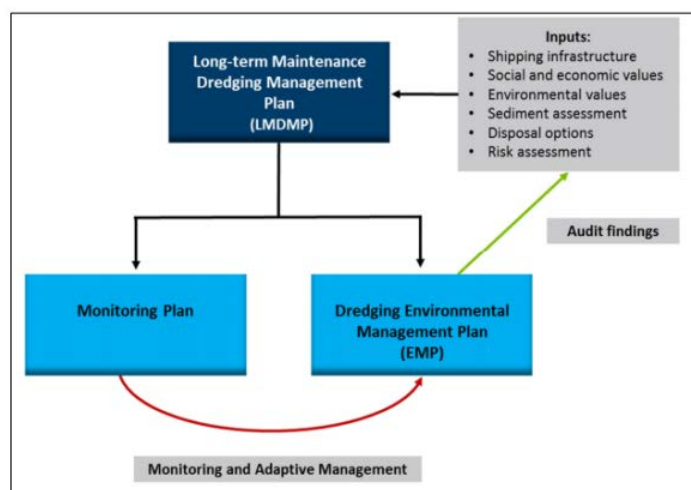 Long-term Maintenance
Dredging Management
Plan
(LMDMP)
Inputs:
• Shipping infrastructure
• Social and economic values
• Environmental values
• Sediment assessment
• Disposal options
• Risk assessment
Audit findings
Monitoring Plan
Dredging Environmental
Management Plan
(EMP)
Monitoring and Adaptive Management